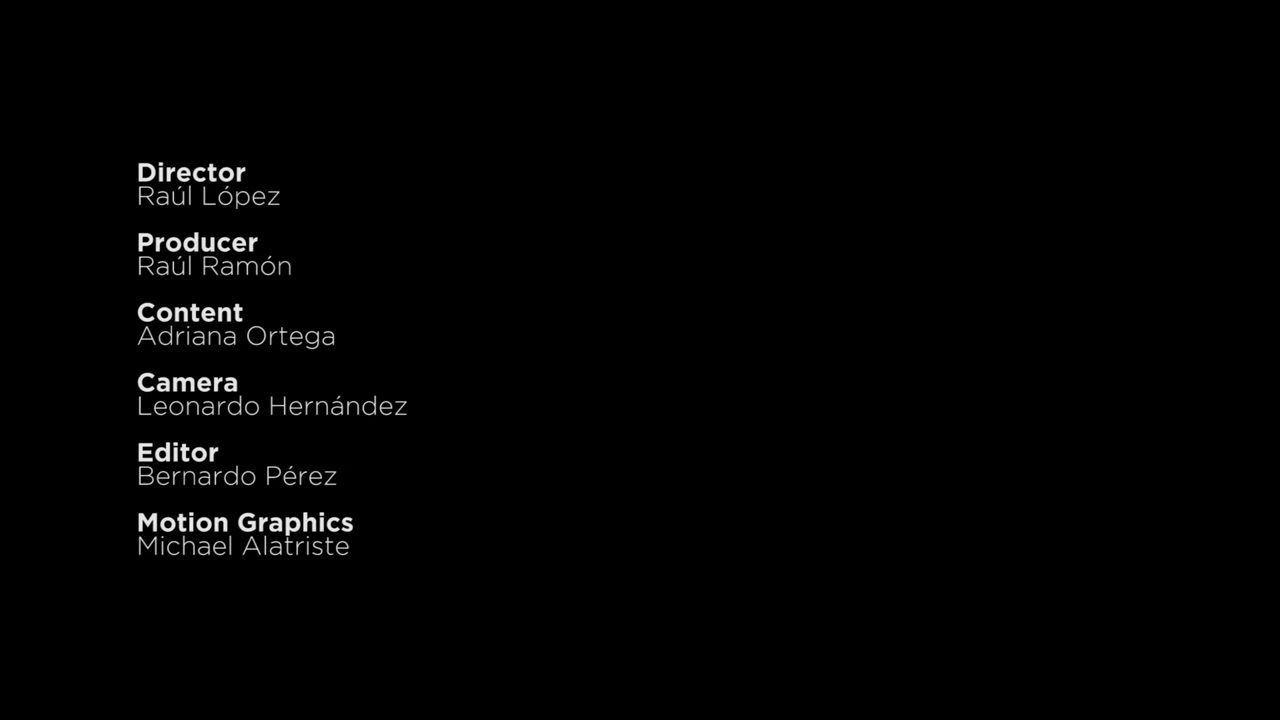 Director
Raúl López
Producer
Raúl Ramón
Content
Adriana Ortega
Camera
Leonardo Hernández
Editor
Bernardo Pérez
Motion Graphics
Michael Alatriste